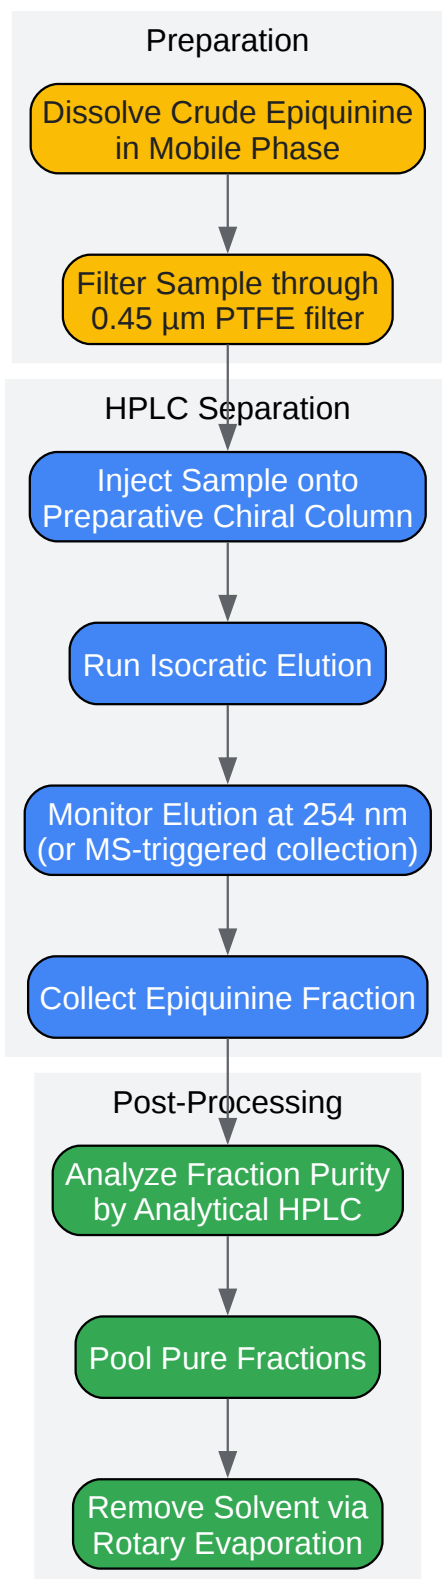 Preparation
Dissolve Crude Epiquinine
in Mobile Phase
Filter Sample through
0.45 µm PTFE filter
HPLC Separation
Inject Sample onto
Preparative Chiral Column
Run Isocratic Elution
Monitor Elution at 254 nm
(or MS-triggered collection)
Collect Epiquinine Fraction
Post-Processing
Analyze Fraction Purity
by Analytical HPLC
Pool Pure Fractions
Remove Solvent via
Rotary Evaporation